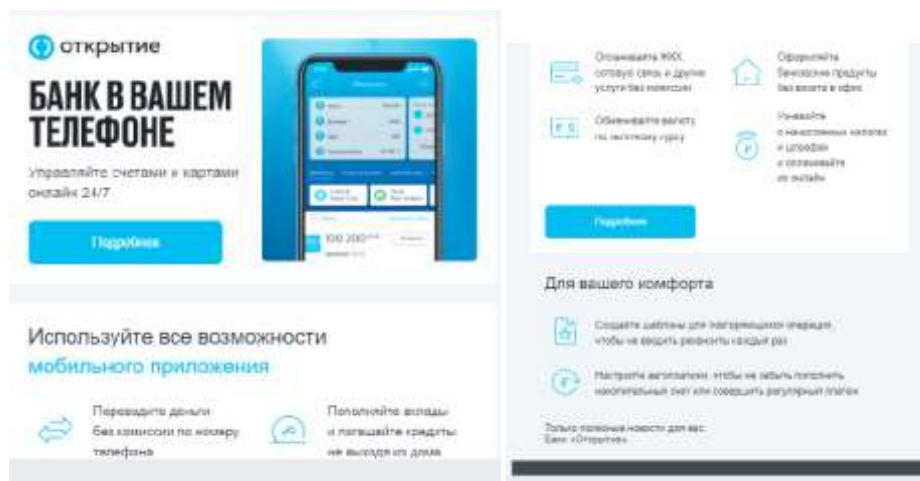 открытие
БАНК В ВАШЕМ
ТЕЛЕФОНЕ
Управляйте счетами и картами
онлайн 24/7
Подробнее
100 200
Используйте все возможности
мобильного приложения
Переводите деньги
без комиссии по номеру
телефона
Пополняйте вклады
и погашайте кредиты
не выходя из дома
Оплачивайте ЖКХ,
сотовую связь и другие
услуги без комиссии
Оформляйте
банковские продукты
без визита в офис
Обменивайте валюту
по льготному курсу
Узнавайте
о начисленных налогах
и штрафах
и оплачивайте
их онлайн
Подробнее
Для вашего комфорта
Создайте шаблоны для повторяющихся операций,
чтобы не вводить реквизиты каждый раз
Настройте автоплатежи, чтобы не забыть пополнить
накопительный счет или совершить регулярный платеж
Только полезные новости для вас.
Банк «Открытие»